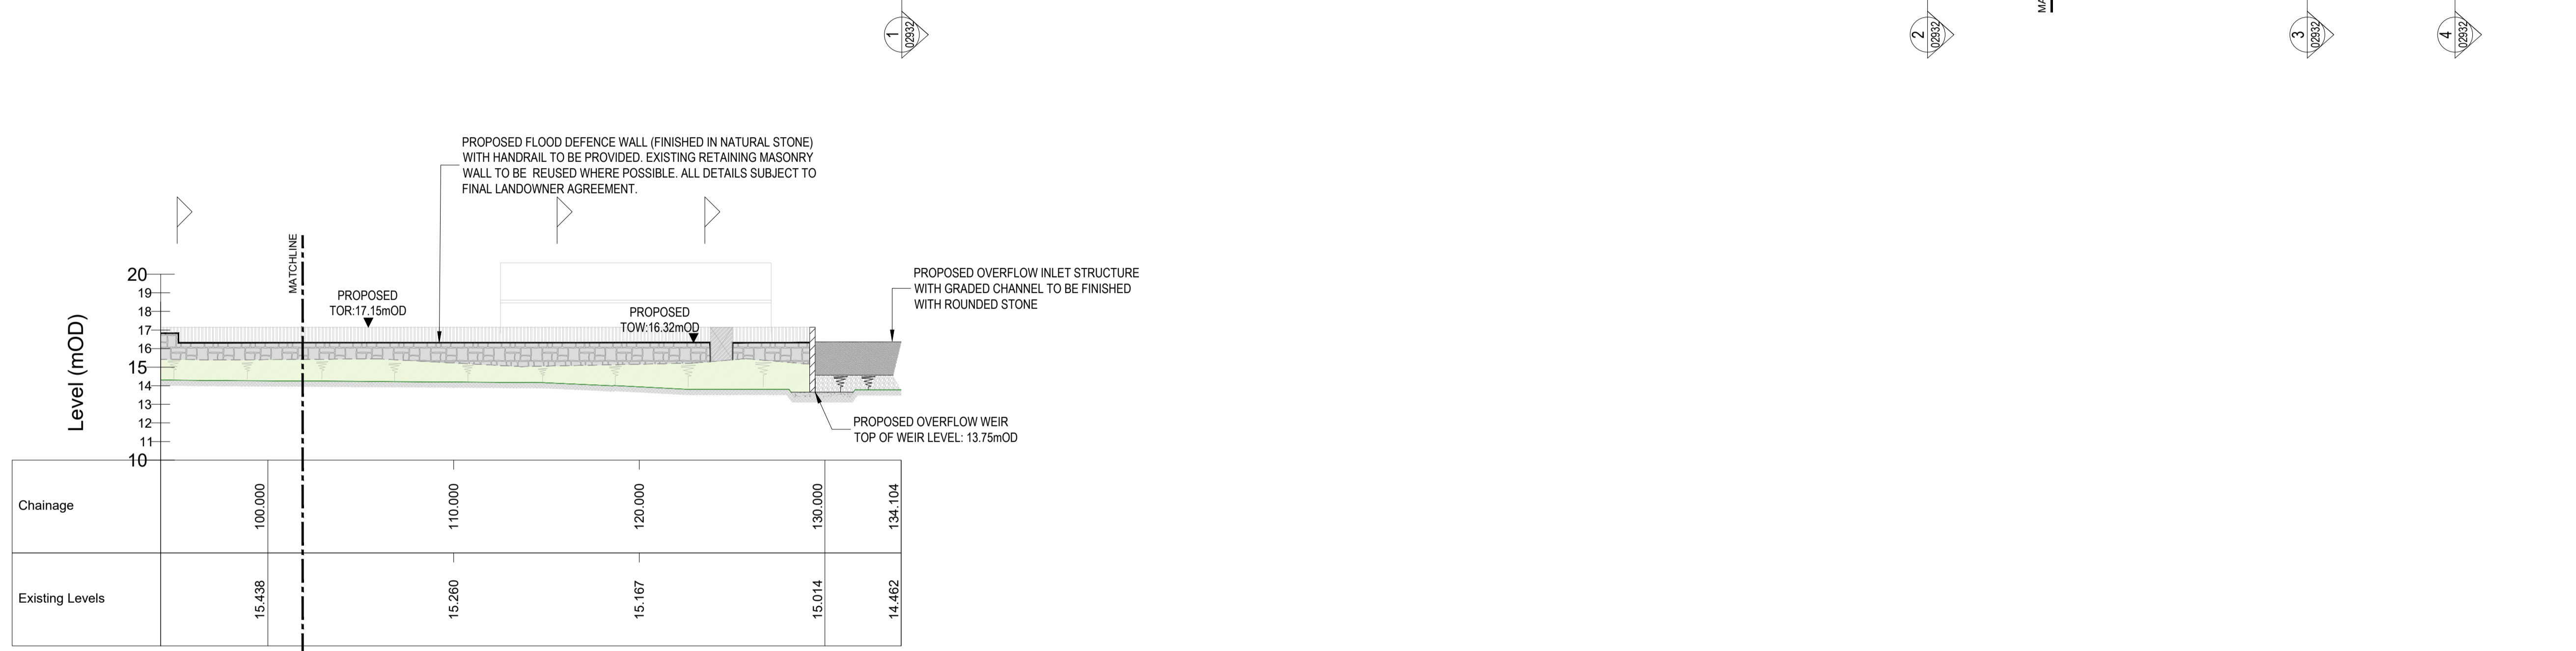 1
02932
2
02932
MA
3
02932
4
02932
PROPOSED FLOOD DEFENCE WALL (FINISHED IN NATURAL STONE)
WITH HANDRAIL TO BE PROVIDED. EXISTING RETAINING MASONRY
WALL TO BE REUSED WHERE POSSIBLE. ALL DETAILS SUBJECT TO
FINAL LANDOWNER AGREEMENT.
MATCHLINE
PROPOSED
TOR:17.15mOD
PROPOSED
TOW:16.32mOD
PROPOSED OVERFLOW INLET STRUCTURE
WITH GRADED CHANNEL TO BE FINISHED
WITH ROUNDED STONE
PROPOSED OVERFLOW WEIR
TOP OF WEIR LEVEL: 13.75mOD
Level (mOD)
20
19
18
17
16
15
14
13
12
11
10
Chainage
100.000
110.000
120.000
130.000
134.104
Existing Levels
15.438
15.260
15.167
15.014
14.462